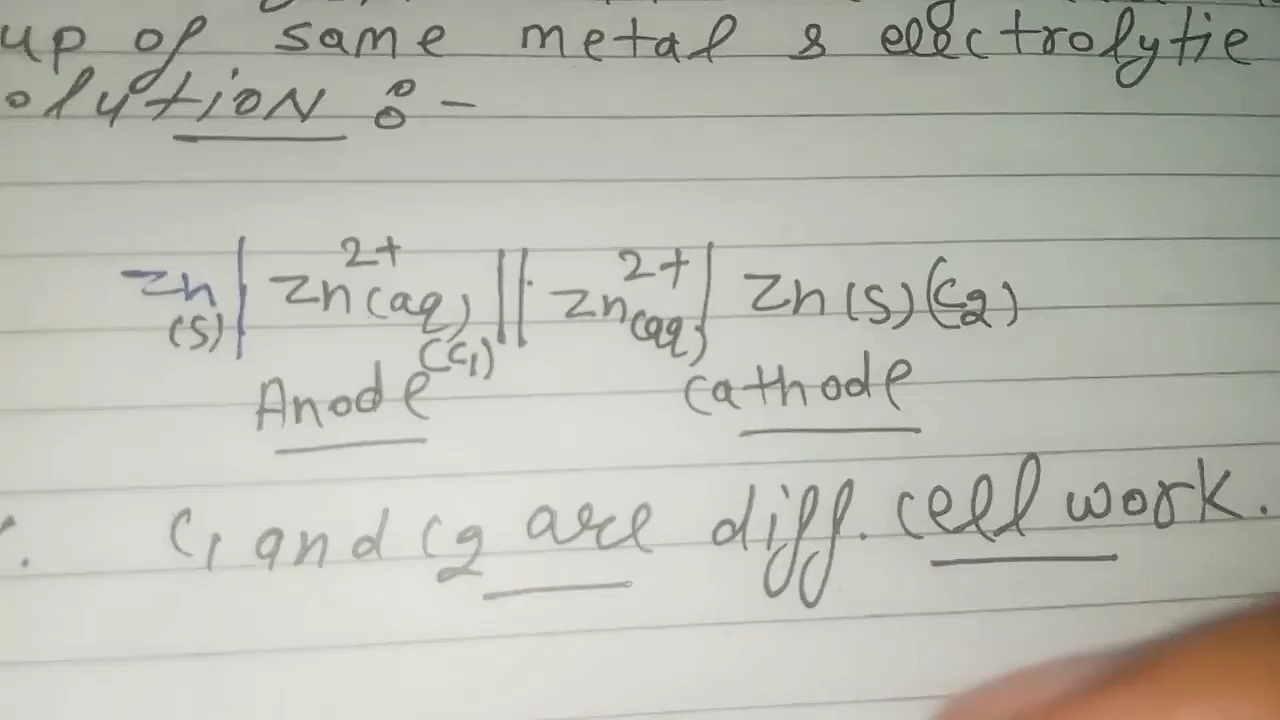 up of same metal & electrolytic
olution :-
Zn(s) | Zn²⁺(aq) (C₁) || Zn²⁺(aq) | Zn(s) (C₂)
Anode Cathode
C₁ and C₂ are diff. cell work.